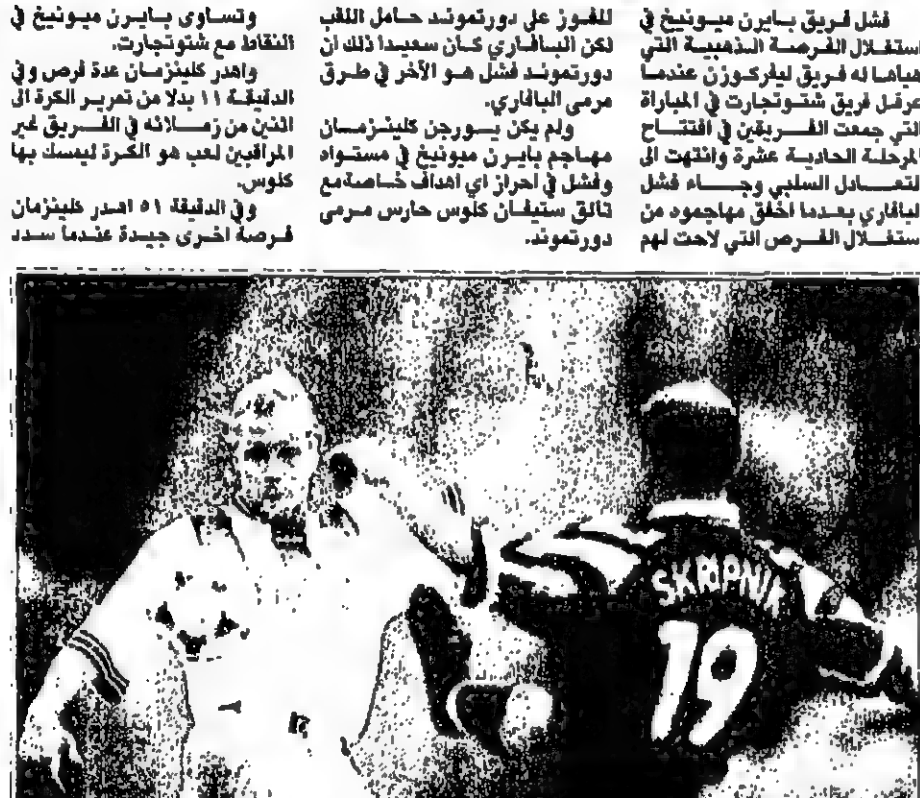 فشل فريق بايرن ميونيخ في
استغلال الفرصة الذهبية التي
هياها له فريق ليفركوزن عندما
عرقل فريق شتوتجارت في المباراة
التي جمعت الفريقين في افتتاح
المرحلة الحادية عشرة وانتهت الى
التعادل السلبي وجاء فشل
البافاري بعدما اخفق مهاجموه من
استغلال الفرص التي لاحت لهم
للفوز على دورتموند حامل اللقب
لكن البافاري كان سعيدا ذلك ان
دورتموند فشل هو الآخر في طرق
مرمى البافاري.
ولم يكن يورجن كلينزمان
مهاجم بايرن ميونيخ في مستواه
وفشل في احراز اي اهداف خاصة مع
تالق ستيفان كلوس حارس مرمى
دورتموند.
وتساوى بايرن ميونيخ في
النقاط مع شتوتجارت.
واهدر كلينزمان عدة فرص وفي
الدقيقة ١١ بدلا من تمرير الكرة الى
اثنين من زملائه في الفريق غير
المراقبين لعب هو الكرة ليمسك بها
كلوس.
وفي الدقيقة ٥١ اهدر كلينزمان
فرصة اخرى جيدة عندما سدد
SKRIPNIK
19